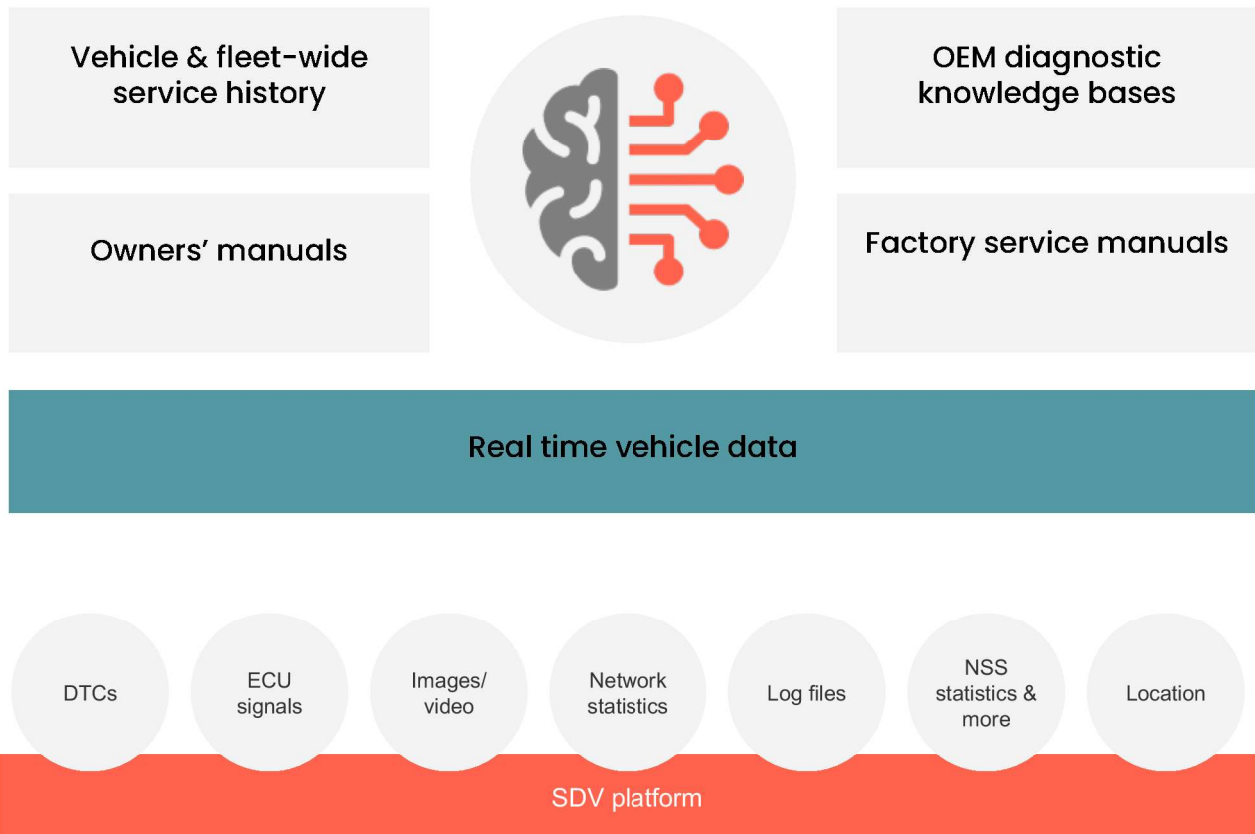 Vehicle & fleet-wide
service history
OEM diagnostic
knowledge bases
Owners’ manuals
Factory service manuals
Real time vehicle data
DTCs
ECU
signals
Images/
video
Network
statistics
Log files
NSS
statistics &
more
Location
SDV platform